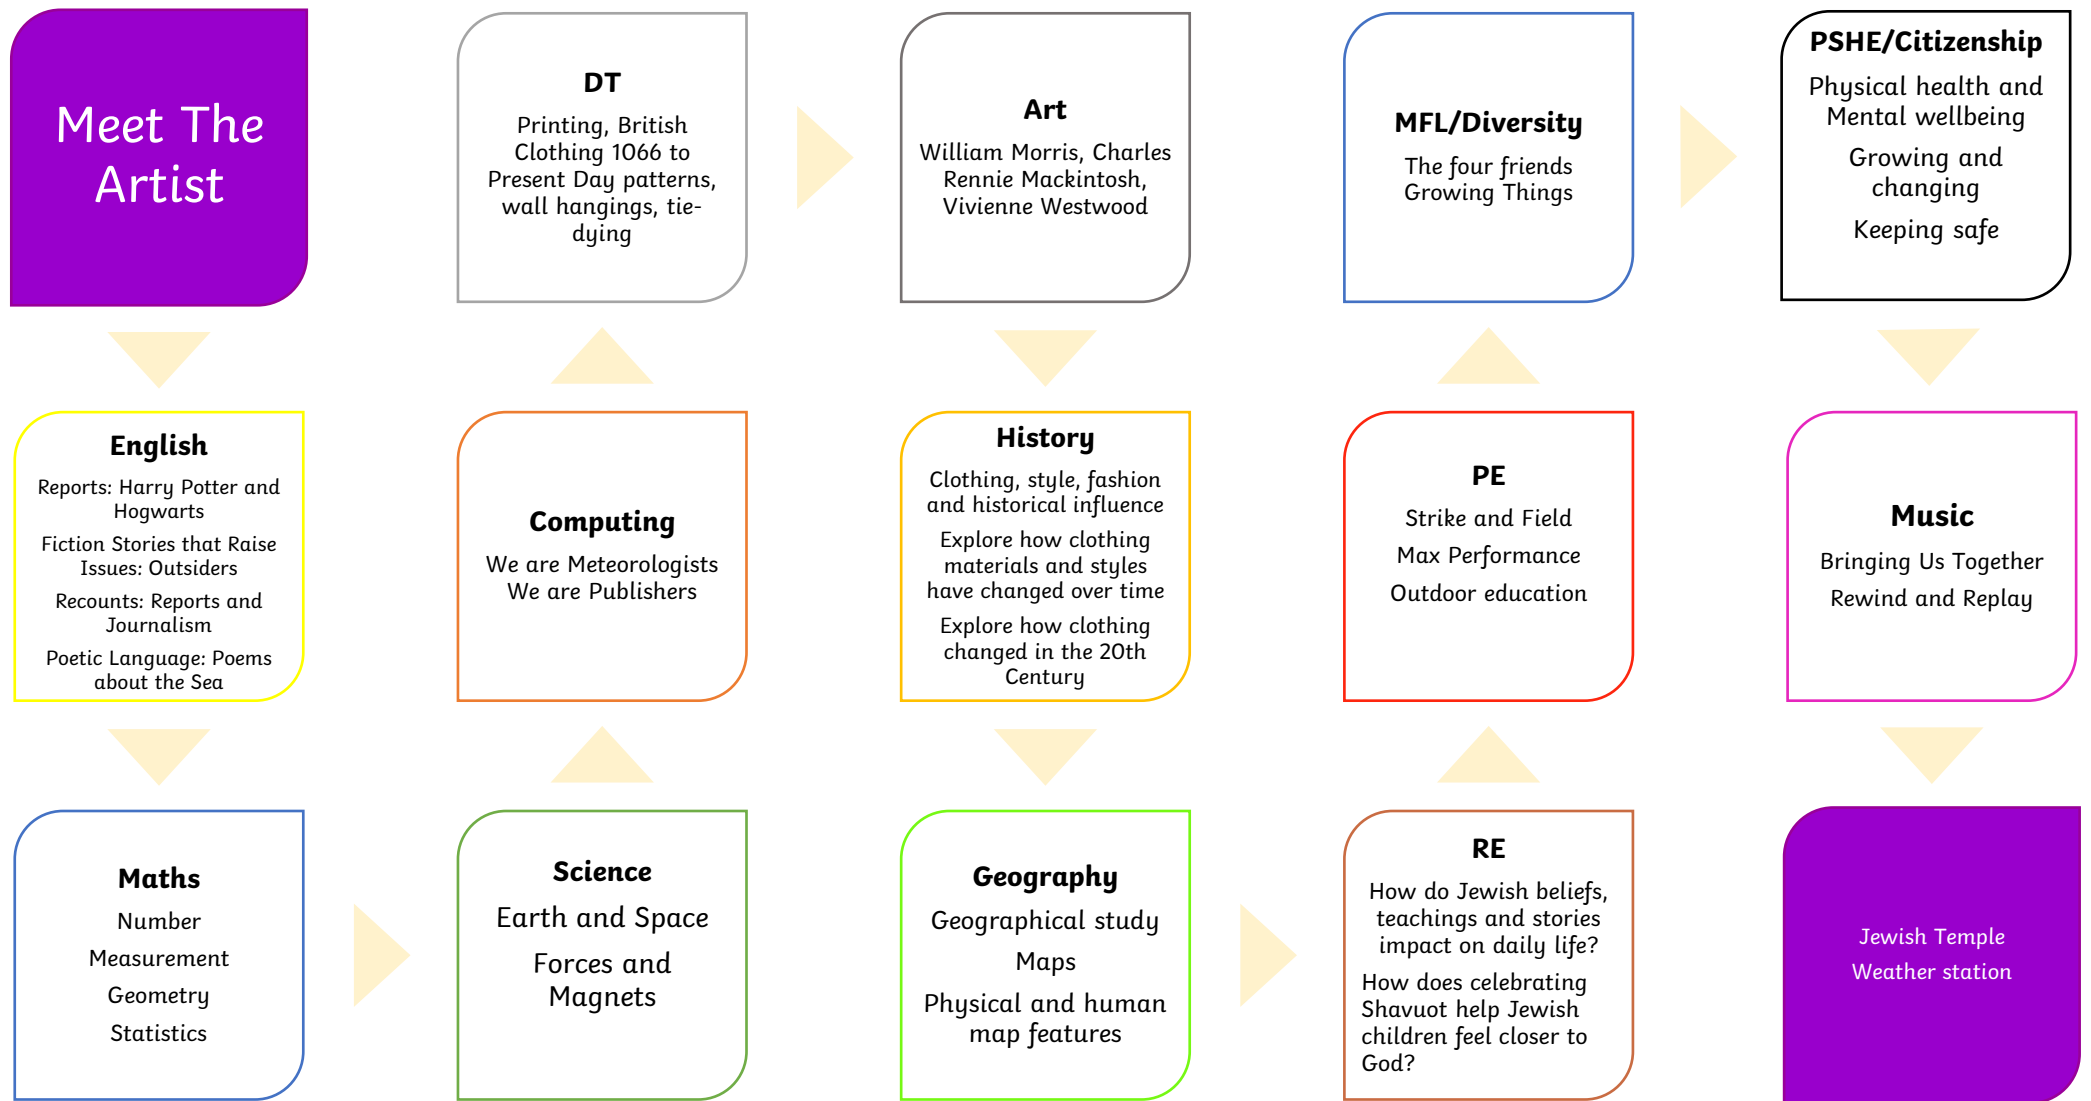 Meet The
Artist
English
Reports: Harry Potter and
Hogwarts
Fiction Stories that Raise
Issues: Outsiders
Recounts: Reports and
Journalism
Poetic Language: Poems
about the Sea
Maths
Number
Measurement
Geometry
Statistics
Science
Earth and Space
Forces and
Magnets
Computing
We are Meteorologists
We are Publishers
DT
Printing, British
Clothing 1066 to
Present Day patterns,
wall hangings, tie-
dying
Art
William Morris, Charles
Rennie Mackintosh,
Vivienne Westwood
History
Clothing, style, fashion
and historical influence
Explore how clothing
materials and styles
have changed over time
Explore how clothing
changed in the 20th
Century
Geography
Geographical study
Maps
Physical and human
map features
RE
How do Jewish beliefs,
teachings and stories
impact on daily life?
How does celebrating
Shavuot help Jewish
children feel closer to
God?
PE
Strike and Field
Max Performance
Outdoor education
MFL/Diversity
The four friends
Growing Things
PSHE/Citizenship
Physical health and
Mental wellbeing
Growing and
changing
Keeping safe
Music
Bringing Us Together
Rewind and Replay
Jewish Temple
Weather station